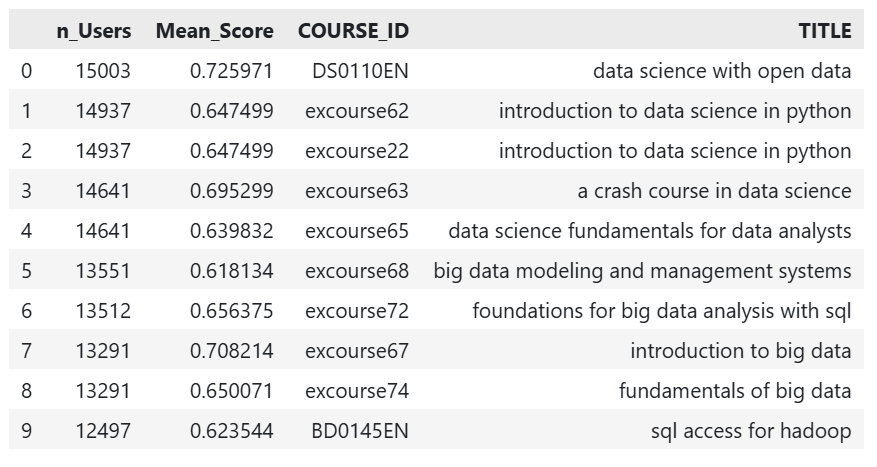 n_Users Mean_Score COURSE_ID TITLE
0 15003 0.725971 DS0110EN data science with open data
1 14937 0.647499 excourse62 introduction to data science in python
2 14937 0.647499 excourse22 introduction to data science in python
3 14641 0.695299 excourse63 a crash course in data science
4 14641 0.639832 excourse65 data science fundamentals for data analysts
5 13551 0.618134 excourse68 big data modeling and management systems
6 13512 0.656375 excourse72 foundations for big data analysis with sql
7 13291 0.708214 excourse67 introduction to big data
8 13291 0.650071 excourse74 fundamentals of big data
9 12497 0.623544 BD0145EN sql access for hadoop